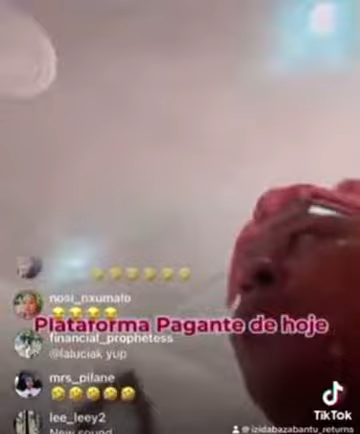 nosi_nxumalo
Plataforma Pagante de hoje
financial_prophetess
@laluciak yup
mrs_pilane
lee_leey2
New sound
TikTok
@izidabazabantu_returns